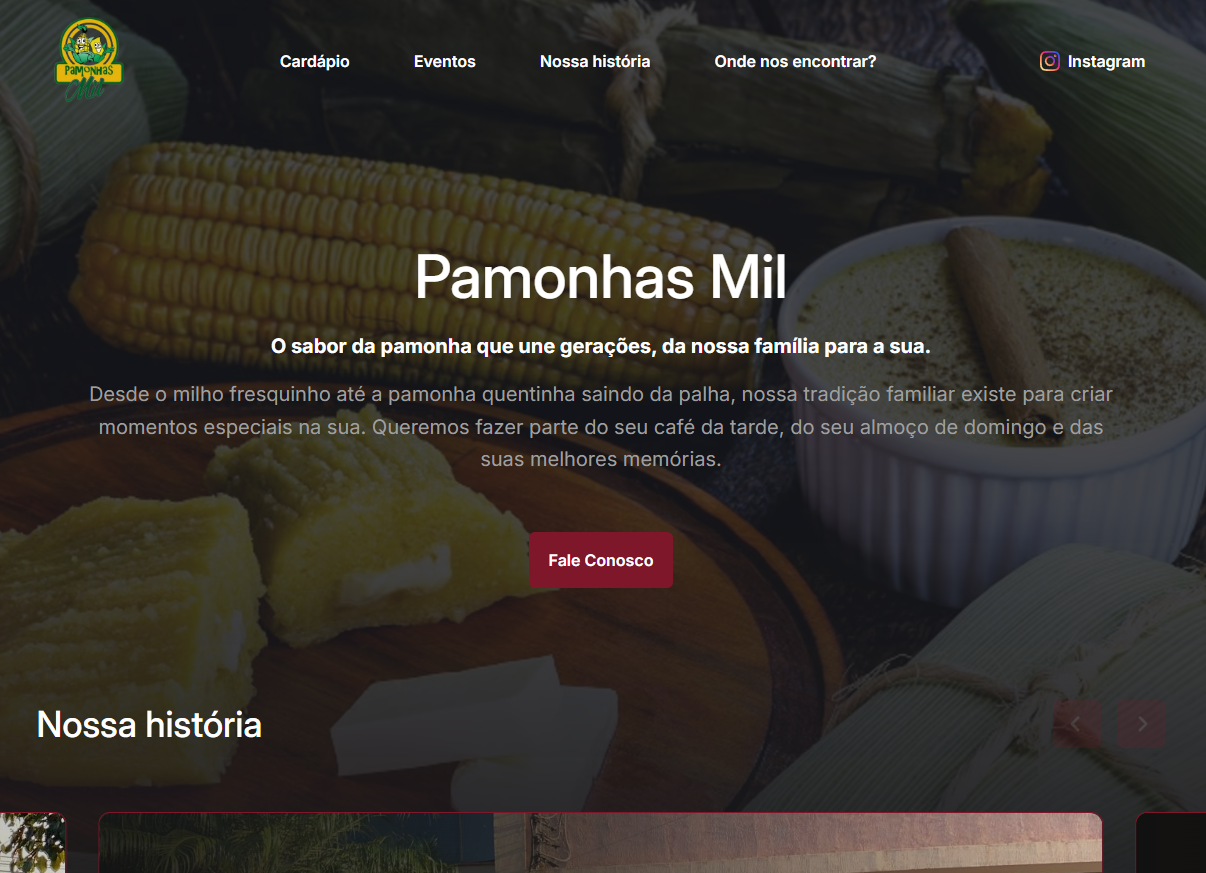 PAMONHAS
Mil
Cardápio
Eventos
Nossa história
Onde nos encontrar?
Instagram
Pamonhas Mil
O sabor da pamonha que une gerações, da nossa família para a sua.
Desde o milho fresquinho até a pamonha quentinha saindo da palha, nossa tradição familiar existe para criar
momentos especiais na sua. Queremos fazer parte do seu café da tarde, do seu almoço de domingo e das
suas melhores memórias.
Fale Conosco
Nossa história